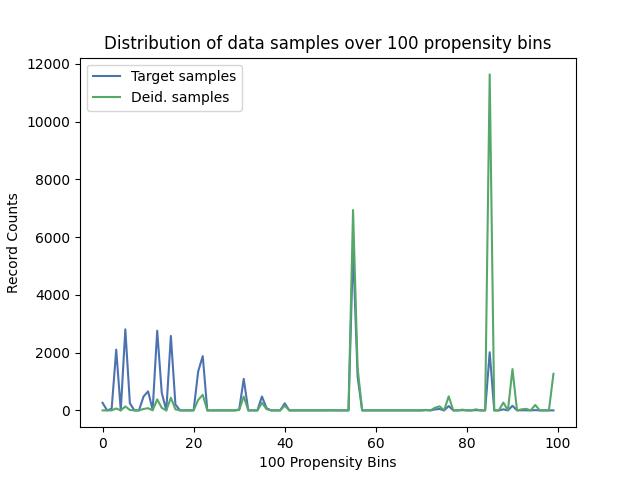 Distribution of data samples over 100 propensity bins
Target samples
Deid. samples
12000
10000
8000
6000
4000
2000
0
Record Counts
0 20 40 60 80 100
100 Propensity Bins